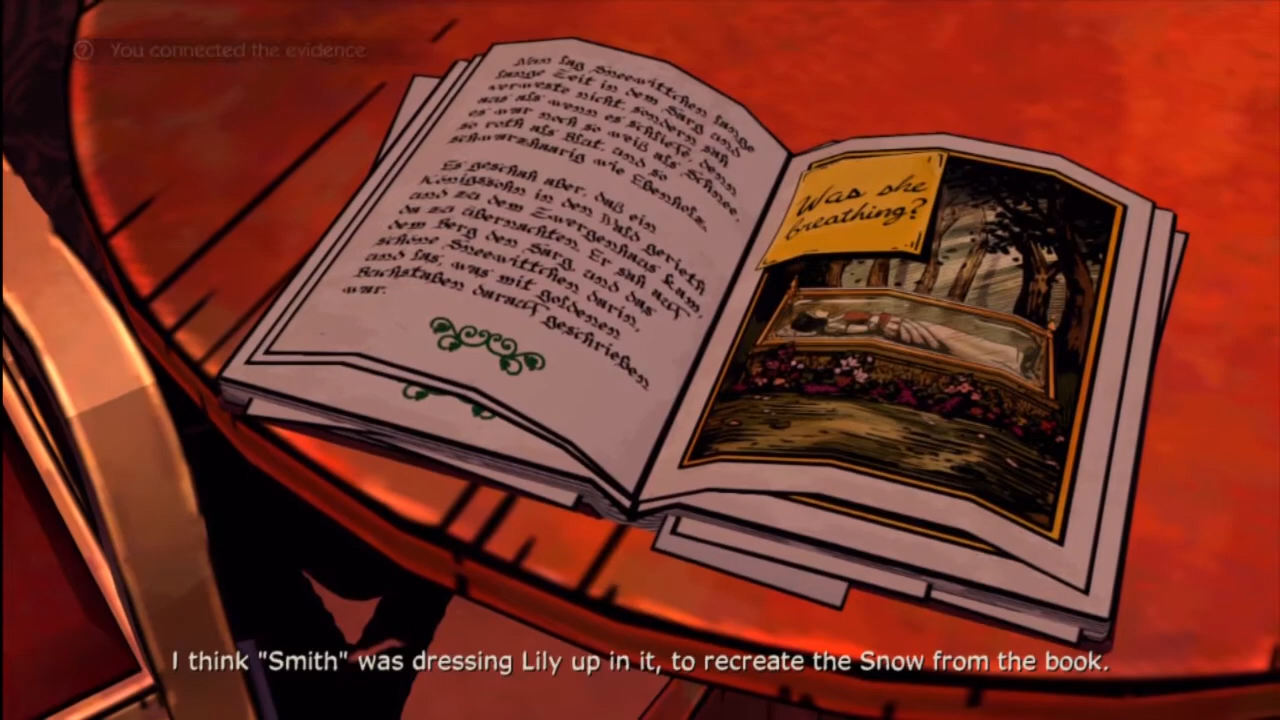 You connected the evidence
Nun lag Sneewittchen lange
lange Zeit in dem Sarg und
verweste nicht, sondern sah
aus als wenn es schliefe, denn
es war noch so weiß als Schnee,
so roth als Blut, und so
schwarzhaarig wie Ebenholz.
Es geschah aber, daß ein
Königssohn in den Wald gerieth
und zu dem Zwergenhaus kam,
da zu übernachten. Er sah auf
dem Berg den Sarg, und das
schöne Sneewittchen darin,
und las, was mit goldenen
Buchstaben darauf geschrieben
war.
Was she
breathing?
I think "Smith" was dressing Lily up in it, to recreate the Snow from the book.